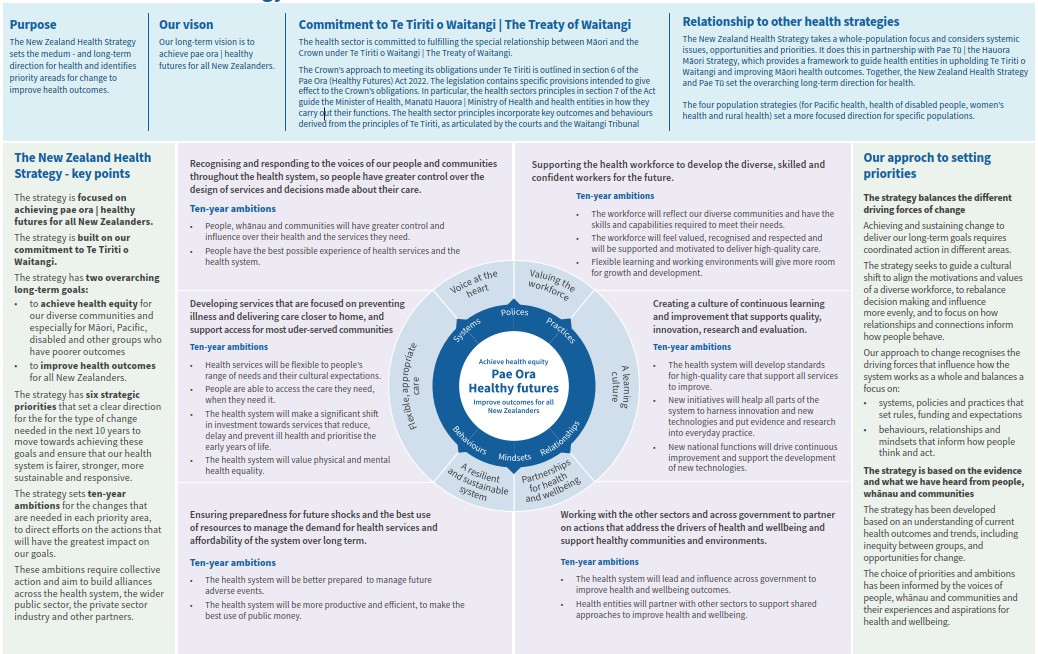 Purpose
The New Zealand Health Strategy
sets the medum - and long-term
direction for health and identifies
priority areads for change to
improve health outcomes.
Our vison
Our long-term vision is to
achieve pae ora | healthy
futures for all New Zealanders.
Commitment to Te Tiriti o Waitangi | The Treaty of Waitangi
The health sector is committed to fulfilling the special relationship between Māori and the
Crown under Te Tiriti o Waitangi | The Treaty of Waitangi.
The Crown's approach to meeting its obligations under Te Tiriti is outlined in section 6 of the
Pae Ora (Healthy Futures) Act 2022. The legislation contains specific provisions intended to give
effect to the Crown's obligations. In particular, the health sectors principles in section 7 of the Act
guide the Minister of Health, Manatū Hauora | Ministry of Health and health entities in how they
carry out their functions. The health sector principles incorporate key outcomes and behaviours
derived from the principles of Te Tiriti, as articulated by the courts and the Waitangi Tribunal
Relationship to other health strategies
The New Zealand Health Strategy takes a whole-population focus and considers systemic
issues, opportunities and priorities. It does this in partnership with Pae Tū | the Hauora
Māori Strategy, which provides a framework to guide health entities in upholding Te Tiriti o
Waitangi and improving Māori health outcomes. Together, the New Zealand Health Strategy
and Pae Tū set the overarching long-term direction for health.
The four population strategies (for Pacific health, health of disabled people, women's
health and rural health) set a more focused direction for specific populations.
The New Zealand Health
Strategy - key points
The strategy is focused on
achieving pae ora | healthy
futures for all New Zealanders.
The strategy is built on our
commitment to Te Tiriti o
Waitangi.
The strategy has two overarching
long-term goals:
• to achieve health equity for
our diverse communities and
especially for Māori, Pacific,
disabled and other groups who
have poorer outcomes
• to improve health outcomes
for all New Zealanders.
The strategy has six strategic
priorities that set a clear direction
for the for the type of change
needed in the next 10 years to
move towards achieving these
goals and ensure that our health
system is fairer, stronger, more
sustainable and responsive.
The strategy sets ten-year
ambitions for the changes that
are needed in each priority area,
to direct efforts on the actions that
will have the greatest impact on
our goals.
These ambitions require collective
action and aim to build alliances
across the health system, the wider
public sector, the private sector
industry and other partners.
Recognising and responding to the voices of our people and communities
throughout the health system, so people have greater control over the
design of services and decisions made about their care.
Ten-year ambitions
• People, whānau and communities will have greater control and
influence over their health and the services they need.
• People have the best possible experience of health services and the
health system.
Supporting the health workforce to develop the diverse, skilled and
confident workers for the future.
Ten-year ambitions
• The workforce will reflect our diverse communities and have the
skills and capabilities required to meet their needs.
• The workforce will feel valued, recognised and respected and
will be supported and motivated to deliver high-quality care.
• Flexible learning and working environments will give more room
for growth and development.
Developing services that are focused on preventing
illness and delivering care closer to home, and
support access for most uder-served communities
Ten-year ambitions
• Health services will be flexible to people's
range of needs and their cultural expectations.
• People are able to access the care they need,
when they need it.
• The health system will make a significant shift
in investment towards services that reduce,
delay and prevent ill health and prioritise the
early years of life.
• The health system will value physical and mental
health equality.
Voice at the
heart
Valuing the
workforce
Flexible, appropriate
care
A learning
culture
A resilient
and sustainable
system
Partnerships
for health
and wellbeing
Systems
Polices
Practices
Behaviours
Mindsets
Relationships
Achieve health equity
Pae Ora
Healthy futures
Improve outcomes for all
New Zealanders
Creating a culture of continuous learning
and improvement that supports quality,
innovation, research and evaluation.
Ten-year ambitions
• The health system will develop standards
for high-quality care that support all services
to improve.
• New initiatives will healp all parts of the
system to harness innovation and new
technologies and put evidence and research
into everyday practice.
• New national functions will drive continuous
improvement and support the development
of new technologies.
Ensuring preparedness for future shocks and the best use
of resources to manage the demand for health services and
affordability of the system over long term.
Ten-year ambitions
• The health system will be better prepared to manage future
adverse events.
• The health system will be more productive and efficient, to make the
best use of public money.
Working with the other sectors and across government to partner
on actions that address the drivers of health and wellbeing and
support healthy communities and environments.
Ten-year ambitions
• The health system will lead and influence across government to
improve health and wellbeing outcomes.
• Health entities will partner with other sectors to support shared
approaches to improve health and wellbeing.
Our approch to setting
priorities
The strategy balances the different
driving forces of change
Achieving and sustaining change to
deliver our long-term goals requires
coordinated action in different areas.
The strategy seeks to guide a cultural
shift to align the motivations and values
of a diverse workforce, to rebalance
decision making and influence
more evenly, and to focus on how
relationships and connections inform
how people behave.
Our approach to change recognises the
driving forces that influence how the
system works as a whole and balances a
focus on:
• systems, policies and practices that
set rules, funding and expectations
• behaviours, relationships and
mindsets that inform how people
think and act.
The strategy is based on the evidence
and what we have heard from people,
whānau and communities
The strategy has been developed
based on an understanding of current
health outcomes and trends, including
inequity between groups, and
opportunities for change.
The choice of priorities and ambitions
has been informed by the voices of
people, whānau and communities and
their experiences and aspirations for
health and wellbeing.